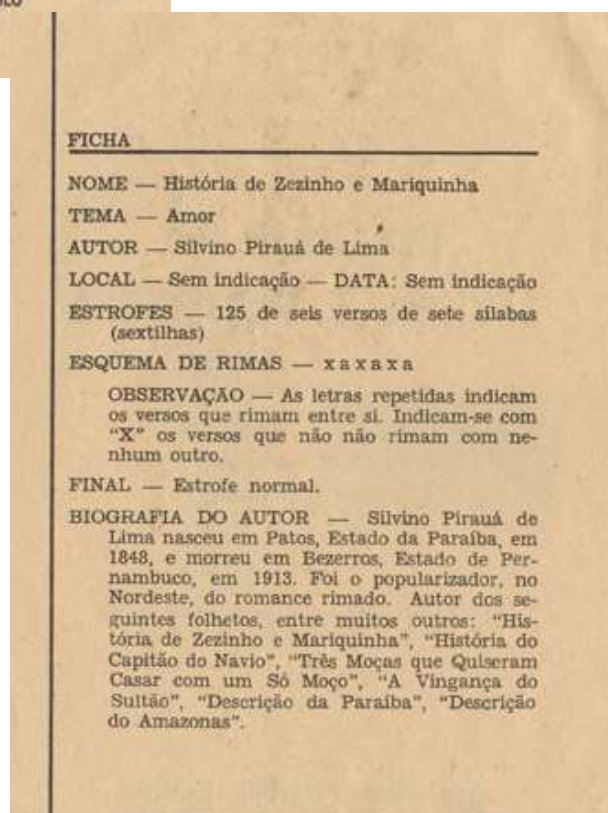 FICHA
NOME — História de Zezinho e Mariquinha
TEMA — Amor
AUTOR — Silvino Pirauá de Lima
LOCAL — Sem indicação — DATA: Sem indicação
ESTROFES — 125 de seis versos de sete sílabas
(sextilhas)
ESQUEMA DE RIMAS — x a x a x a
OBSERVAÇÃO — As letras repetidas indicam
os versos que rimam entre si. Indicam-se com
"X" os versos que não não rimam com ne-
nhum outro.
FINAL — Estrofe normal.
BIOGRAFIA DO AUTOR — Silvino Pirauá de
Lima nasceu em Patos, Estado da Paraíba, em
1848, e morreu em Bezerros, Estado de Per-
nambuco, em 1913. Foi o popularizador, no
Nordeste, do romance rimado. Autor dos se-
guintes folhetos, entre muitos outros: "His-
tória de Zezinho e Mariquinha", "História do
Capitão do Navio", "Três Moças que Quiseram
Casar com um Só Moço", "A Vingança do
Sultão", "Descrição da Paraíba", "Descrição
do Amazonas".